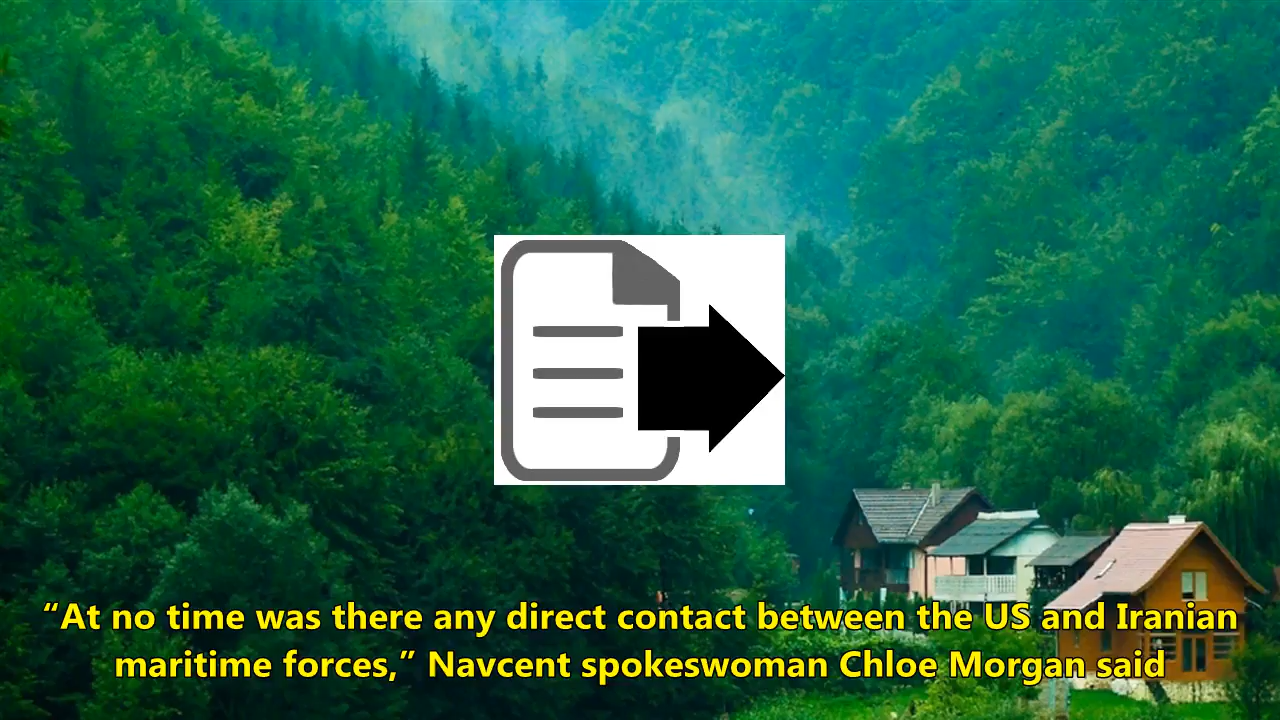 “At no time was there any direct contact between the US and Iranian
maritime forces,” Navcent spokeswoman Chloe Morgan said